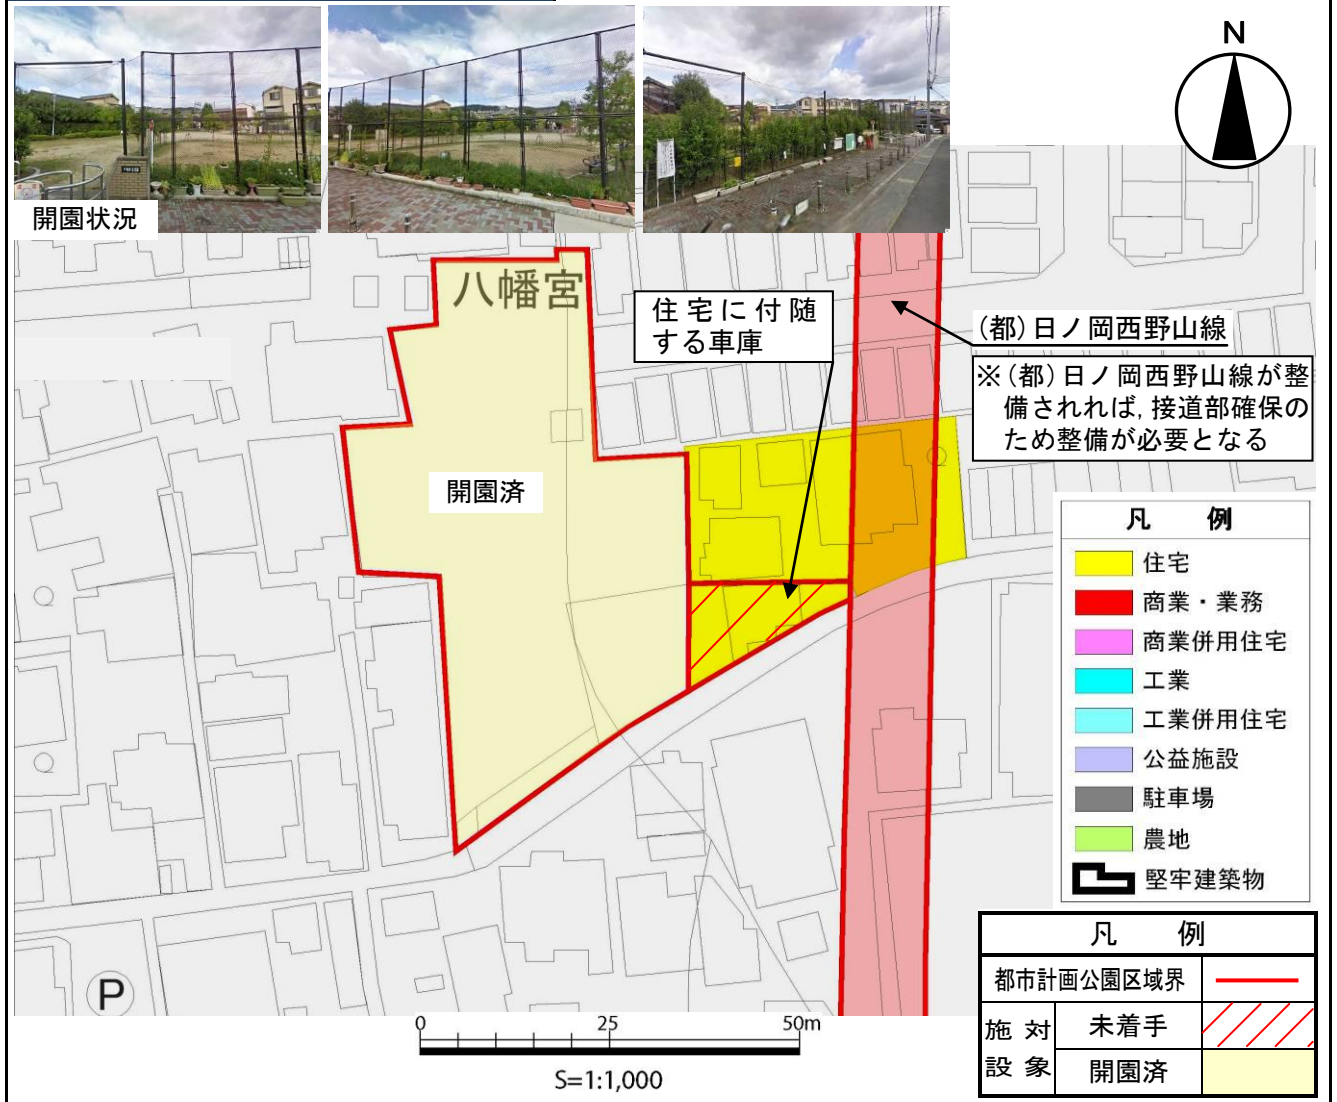 開園状況
N
八幡宮
住宅に付随
する車庫
(都)日ノ岡西野山線
※(都)日ノ岡西野山線が整
備されれば,接道部確保の
ため整備が必要となる
開園済
凡 例
住宅
商業・業務
商業併用住宅
工業
工業併用住宅
公益施設
駐車場
農地
堅牢建築物
凡 例
都市計画公園区域界
施設 対象
未着手
開園済
P
0 25 50m
S=1:1,000